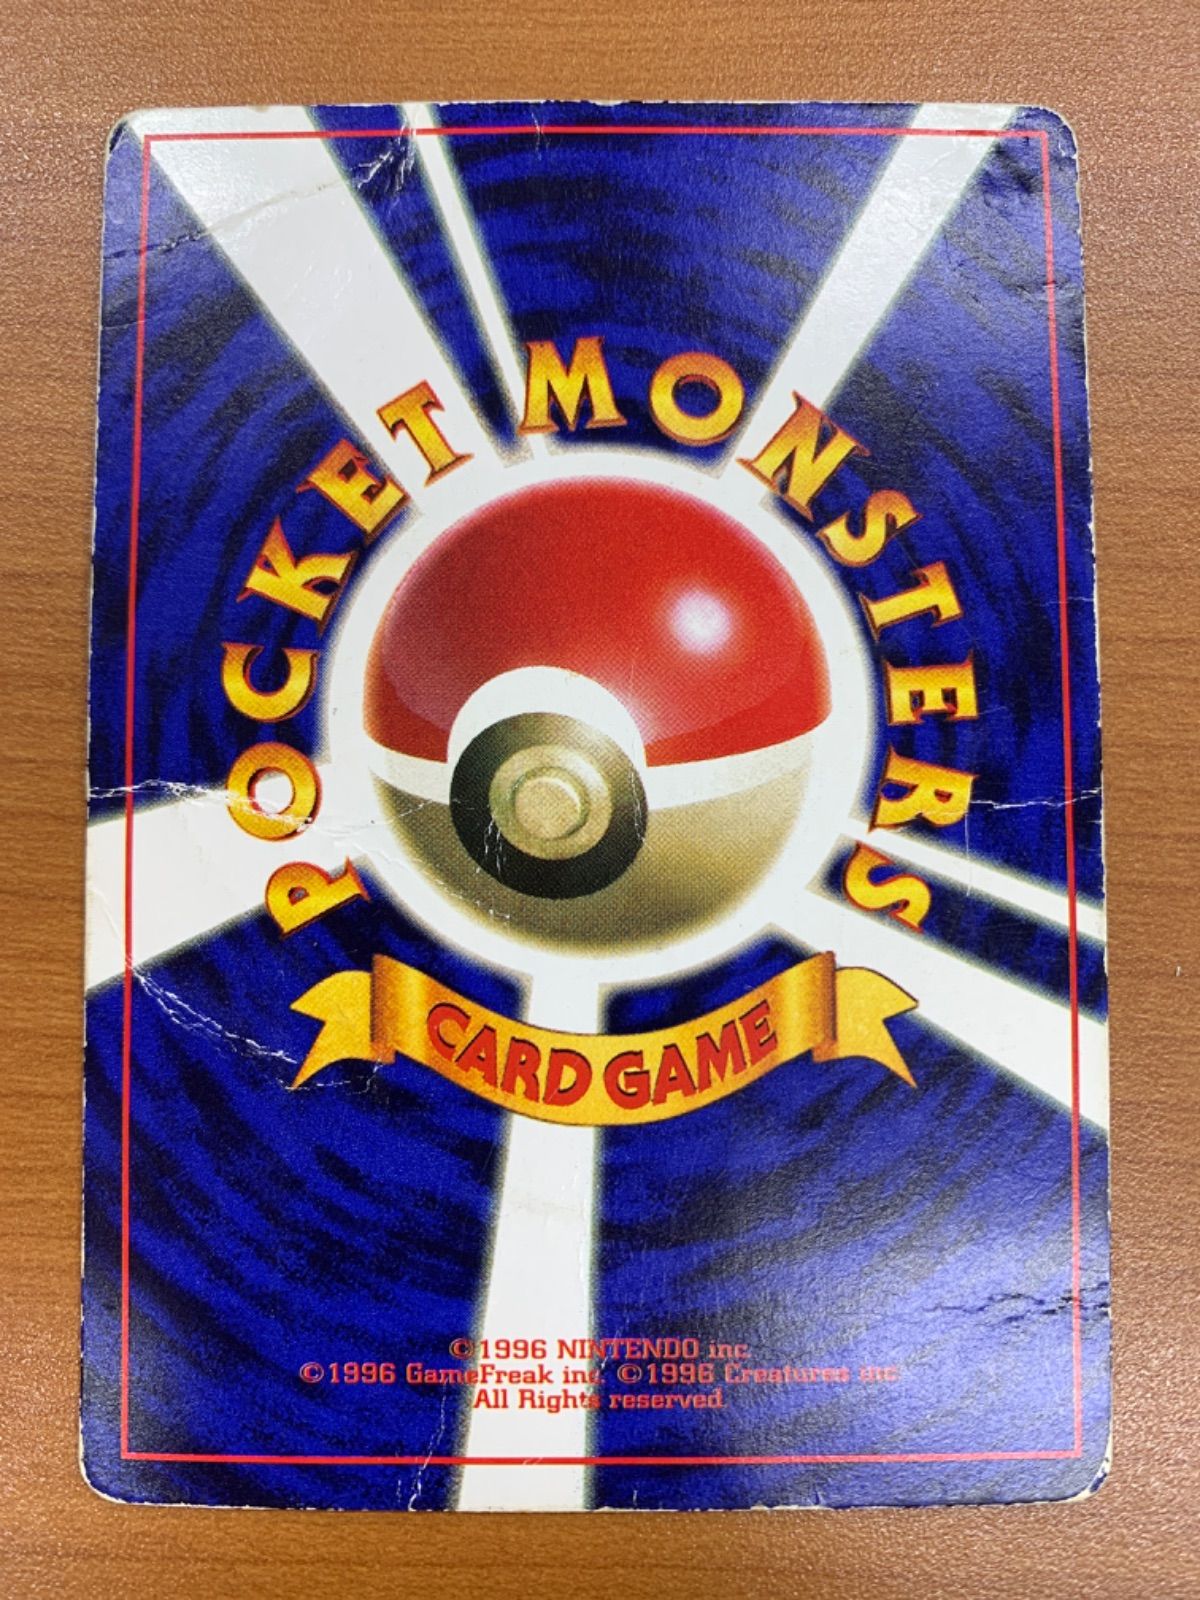 POCKET MONSTERS
CARD GAME
©1996 NINTENDO inc.
©1996 GameFreak inc. ©1996 Creatures inc.
All Rights reserved.